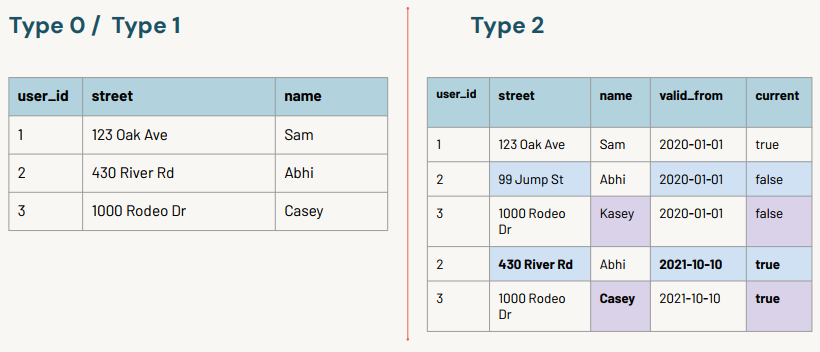 Type 0 / Type 1
user_id street name
1 123 Oak Ave Sam
2 430 River Rd Abhi
3 1000 Rodeo Dr Casey
Type 2
user_id street name valid_from current
1 123 Oak Ave Sam 2020-01-01 true
2 99 Jump St Abhi 2020-01-01 false
3 1000 Rodeo Kasey 2020-01-01 false
Dr
2 430 River Rd Abhi 2021-10-10 true
3 1000 Rodeo Casey 2021-10-10 true
Dr